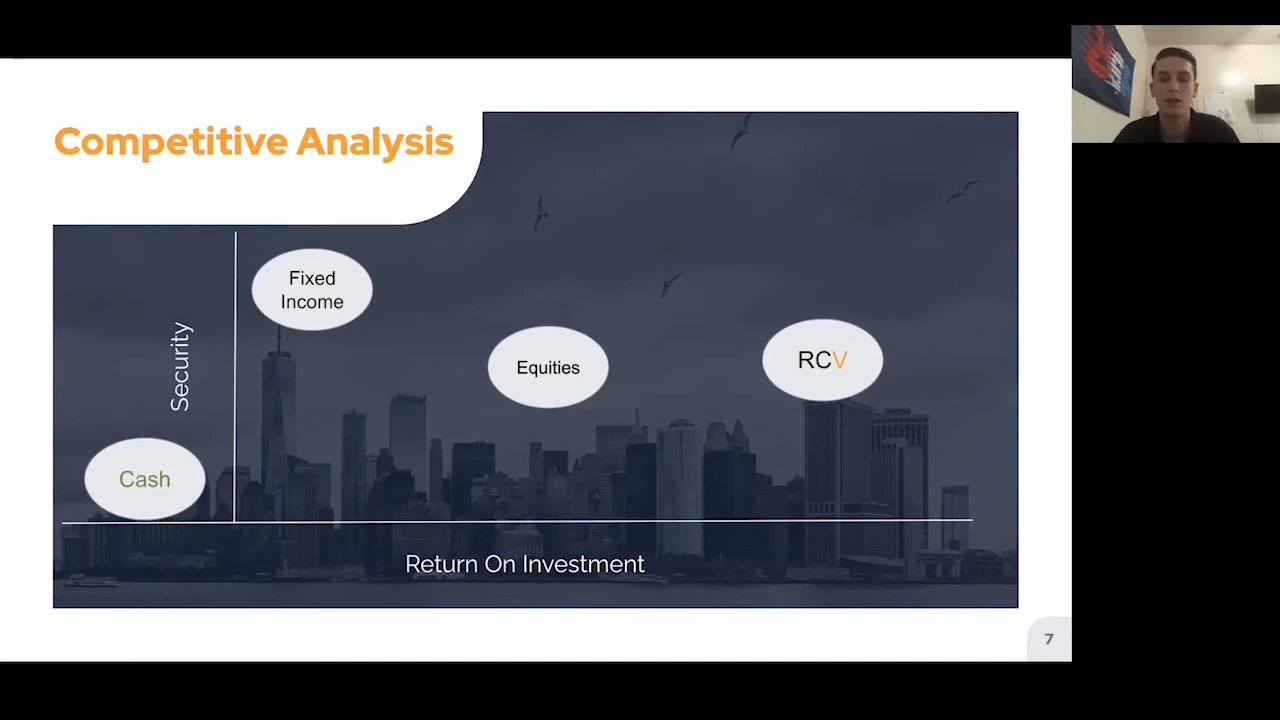 Competitive Analysis
Fixed
Income
Security
Equities
RCV
Cash
Return On Investment
7